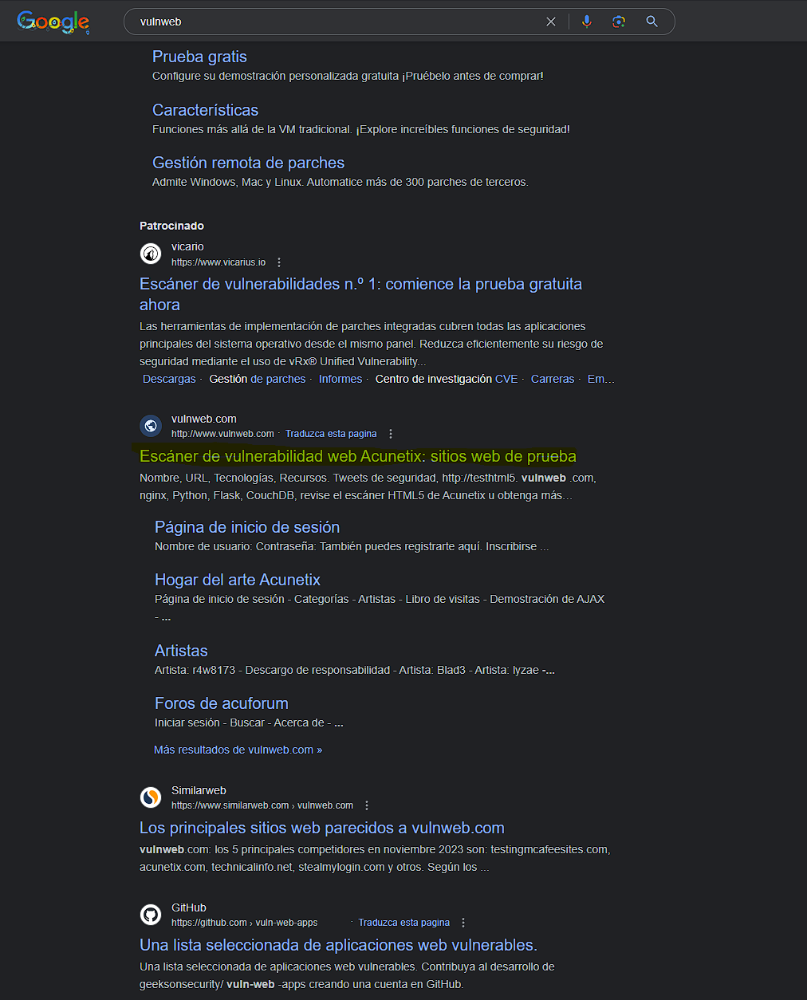 Google
vulnweb
Prueba gratis
Configure su demostración personalizada gratuita ¡Pruébelo antes de comprar!
Características
Funciones más allá de la VM tradicional. ¡Explore increíbles funciones de seguridad!
Gestión remota de parches
Admite Windows, Mac y Linux. Automatice más de 300 parches de terceros.
Patrocinado
vicario
https://www.vicarius.io
Escáner de vulnerabilidades n.º 1: comience la prueba gratuita
ahora
Las herramientas de implementación de parches integradas cubren todas las aplicaciones
principales del sistema operativo desde el mismo panel. Reduzca eficientemente su riesgo de
seguridad mediante el uso de vRx® Unified Vulnerability...
Descargas · Gestión de parches · Informes · Centro de investigación CVE · Carreras · Em...
vulnweb.com
http://www.vulnweb.com · Traduzca esta pagina
Escáner de vulnerabilidad web Acunetix: sitios web de prueba
Nombre, URL, Tecnologías, Recursos. Tweets de seguridad, http://testhtml5. vulnweb .com,
nginx, Python, Flask, CouchDB, revise el escáner HTML5 de Acunetix u obtenga más...
Página de inicio de sesión
Nombre de usuario: Contraseña: También puedes registrarte aquí. Inscribirse ...
Hogar del arte Acunetix
Página de inicio de sesión - Categorías - Artistas - Libro de visitas - Demostración de AJAX
- ...
Artistas
Artista: r4w8173 - Descargo de responsabilidad - Artista: Blad3 - Artista: lyzae -...
Foros de acuforum
Iniciar sesión - Buscar - Acerca de - ...
Más resultados de vulnweb.com »
Similarweb
https://www.similarweb.com › vulnweb.com
Los principales sitios web parecidos a vulnweb.com
vulnweb.com: los 5 principales competidores en noviembre 2023 son: testingmcafeesites.com,
acunetix.com, technicalinfo.net, stealmylogin.com y otros. Según los ...
GitHub
https://github.com › vuln-web-apps · Traduzca esta pagina
Una lista seleccionada de aplicaciones web vulnerables.
Una lista seleccionada de aplicaciones web vulnerables. Contribuya al desarrollo de
geeksonsecurity/ vuln-web -apps creando una cuenta en GitHub.